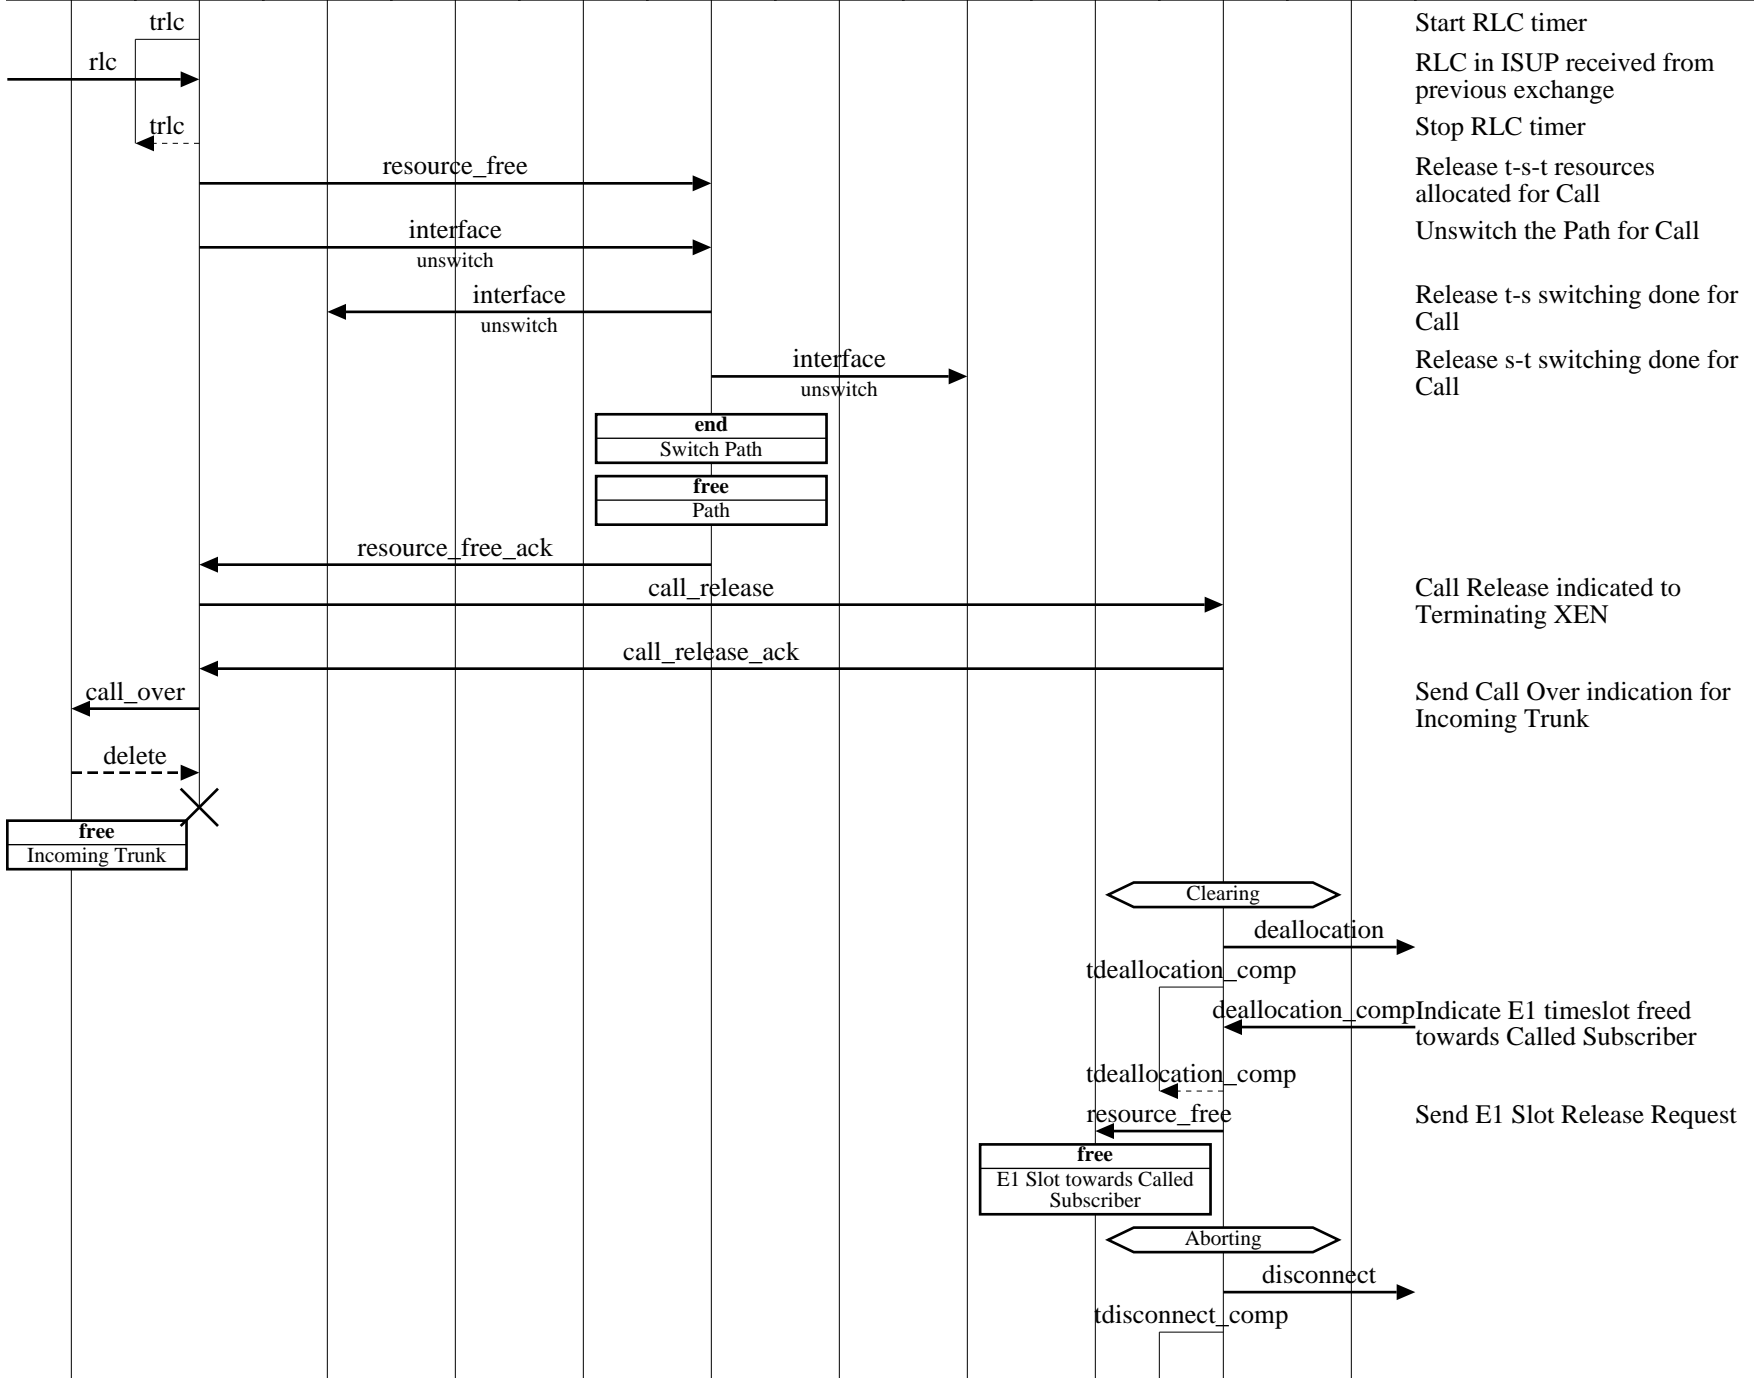 trlc
Start RLC timer
rlc
RLC in ISUP received from
previous exchange
trlc
Stop RLC timer
resource_free
Release t-s-t resources
allocated for Call
interface
unswitch
Unswitch the Path for Call
interface
unswitch
Release t-s switching done for
Call
interface
unswitch
Release s-t switching done for
Call
end
Switch Path
free
Path
resource_free_ack
call_release
Call Release indicated to
Terminating XEN
call_release_ack
call_over
Send Call Over indication for
Incoming Trunk
delete
free
Incoming Trunk
Clearing
deallocation
tdeallocation_comp
deallocation_comp
Indicate E1 timeslot freed
towards Called Subscriber
tdeallocation_comp
resource_free
Send E1 Slot Release Request
free
E1 Slot towards Called
Subscriber
Aborting
disconnect
tdisconnect_comp